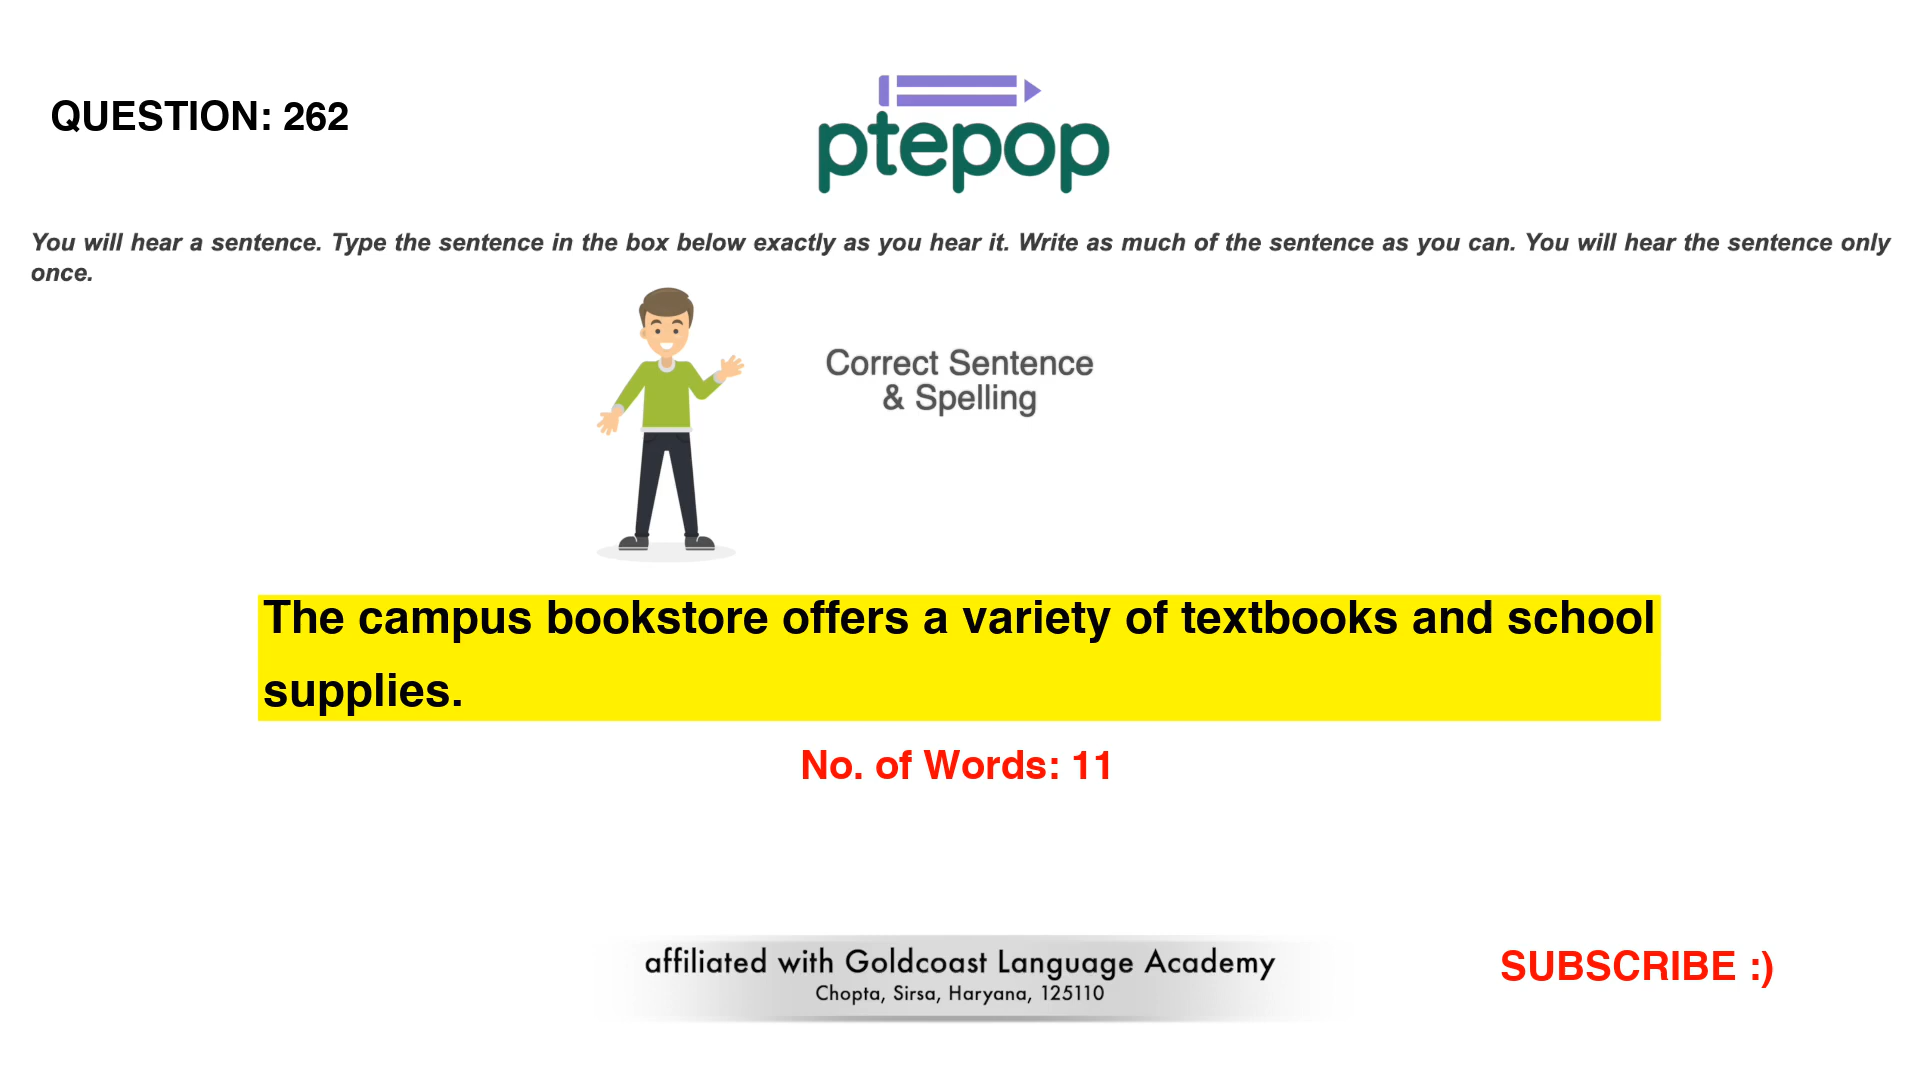 QUESTION: 262
ptepop
You will hear a sentence. Type the sentence in the box below exactly as you hear it. Write as much of the sentence as you can. You will hear the sentence only
once.
Correct Sentence
& Spelling
The campus bookstore offers a variety of textbooks and school
supplies.
No. of Words: 11
affiliated with Goldcoast Language Academy
Chopta, Sirsa, Haryana, 125110
SUBSCRIBE :)